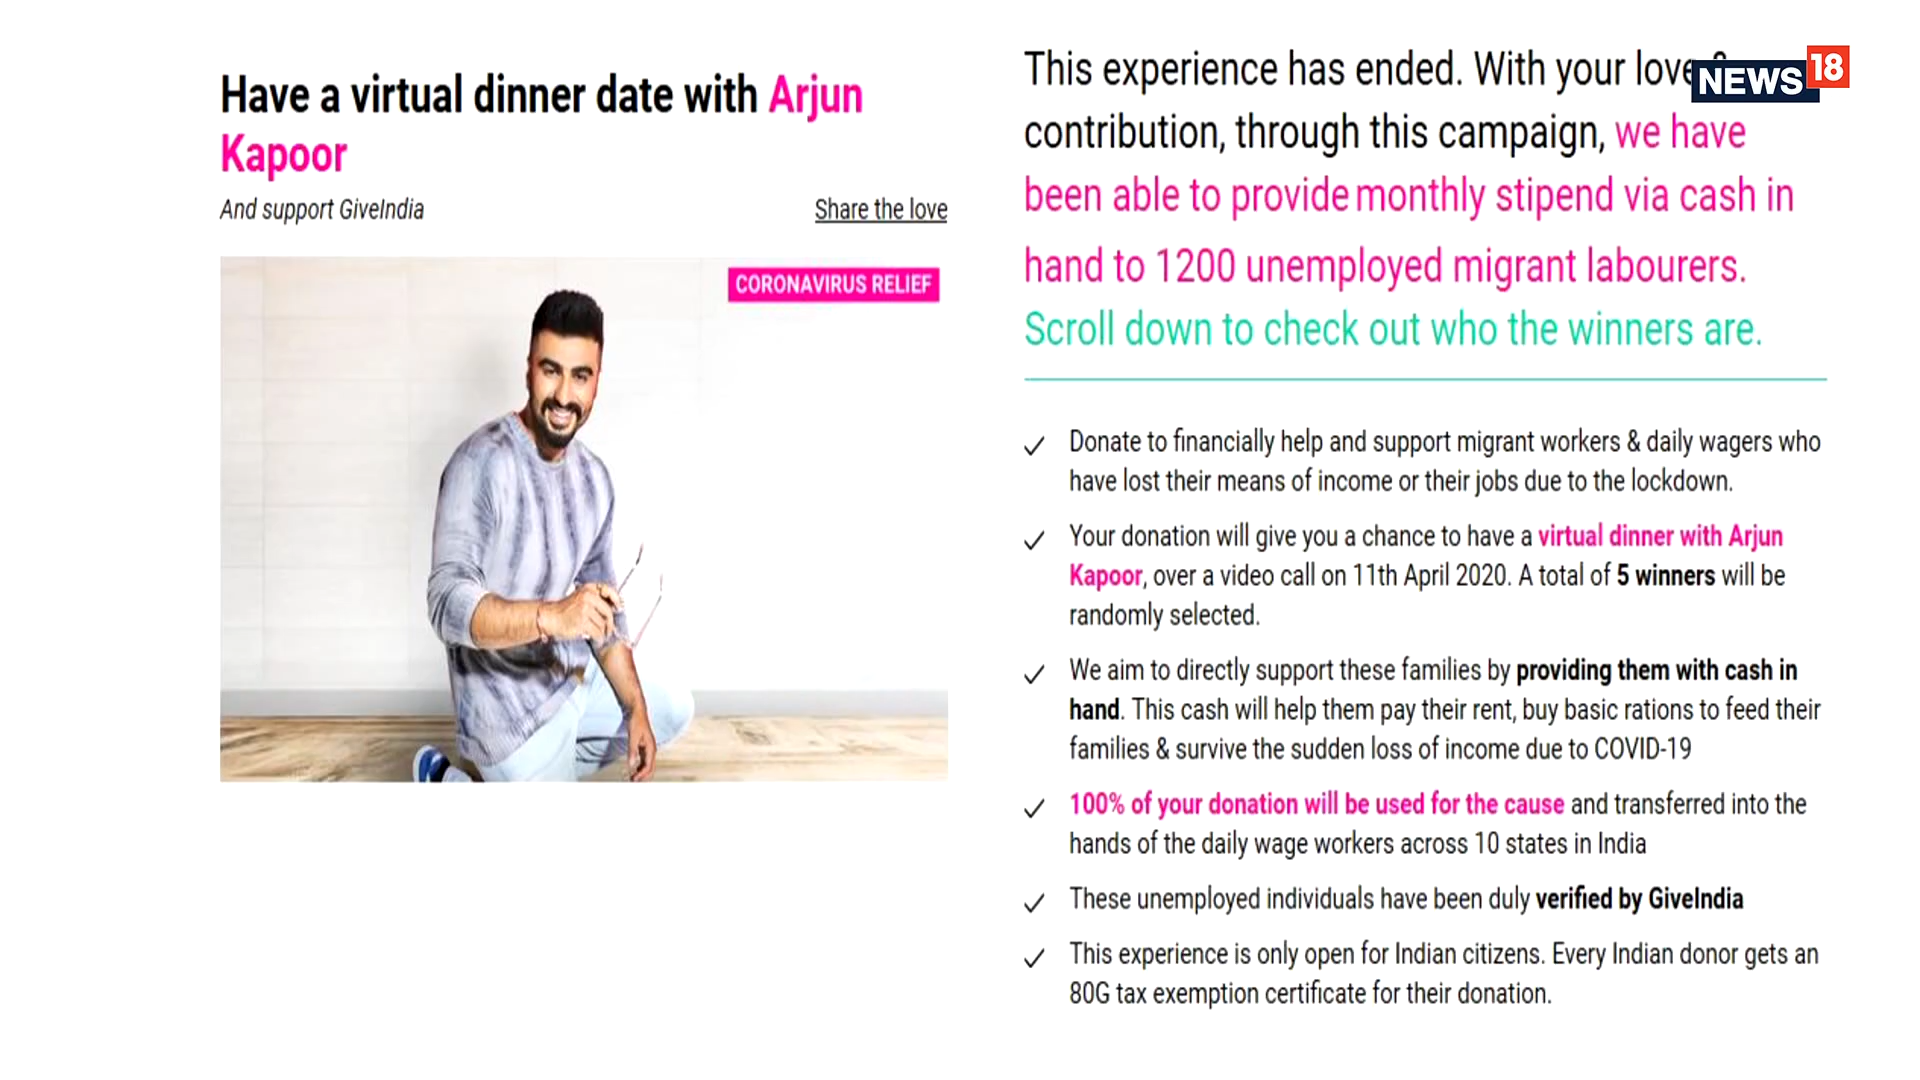 Have a virtual dinner date with Arjun
Kapoor
And support GiveIndia
Share the love
CORONAVIRUS RELIEF
This experience has ended. With your love
NEWS 18
contribution, through this campaign, we have
been able to provide monthly stipend via cash in
hand to 1200 unemployed migrant labourers.
Scroll down to check out who the winners are.
Donate to financially help and support migrant workers & daily wagers who
have lost their means of income or their jobs due to the lockdown.
Your donation will give you a chance to have a virtual dinner with Arjun
Kapoor, over a video call on 11th April 2020. A total of 5 winners will be
randomly selected.
We aim to directly support these families by providing them with cash in
hand. This cash will help them pay their rent, buy basic rations to feed their
families & survive the sudden loss of income due to COVID-19
100% of your donation will be used for the cause and transferred into the
hands of the daily wage workers across 10 states in India
These unemployed individuals have been duly verified by GiveIndia
This experience is only open for Indian citizens. Every Indian donor gets an
80G tax exemption certificate for their donation.